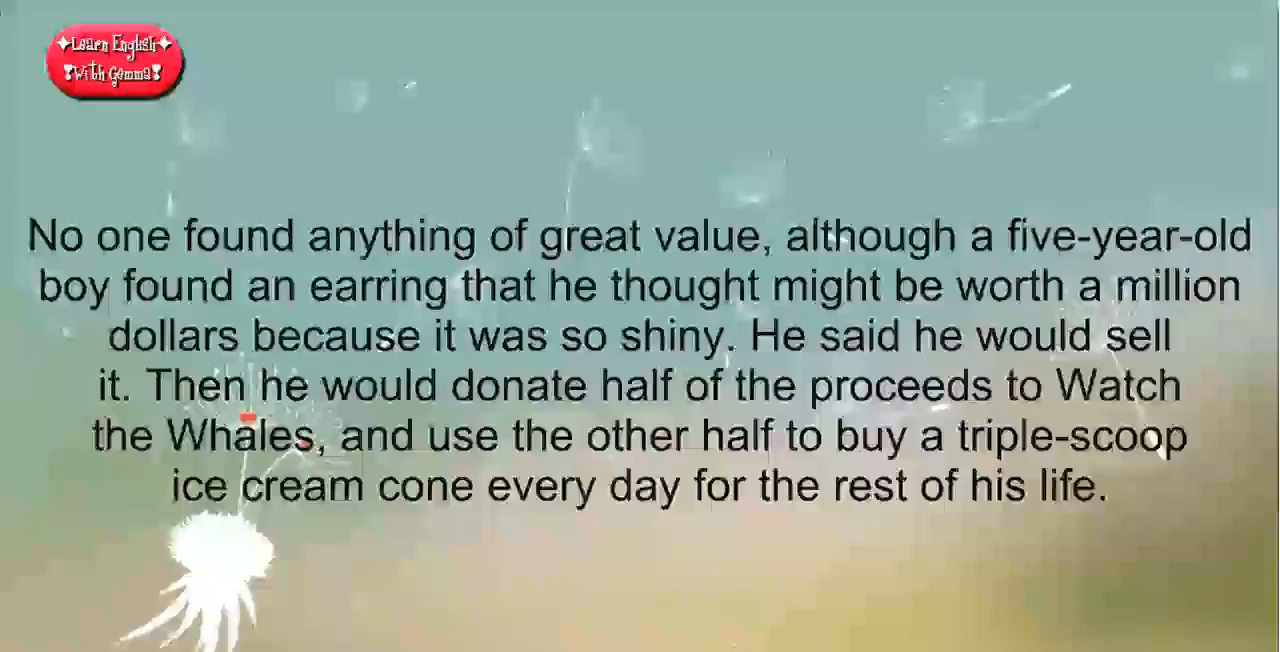 Learn English
With Gemma
No one found anything of great value, although a five-year-old
boy found an earring that he thought might be worth a million
dollars because it was so shiny. He said he would sell
it. Then he would donate half of the proceeds to Watch
the Whales, and use the other half to buy a triple-scoop
ice cream cone every day for the rest of his life.